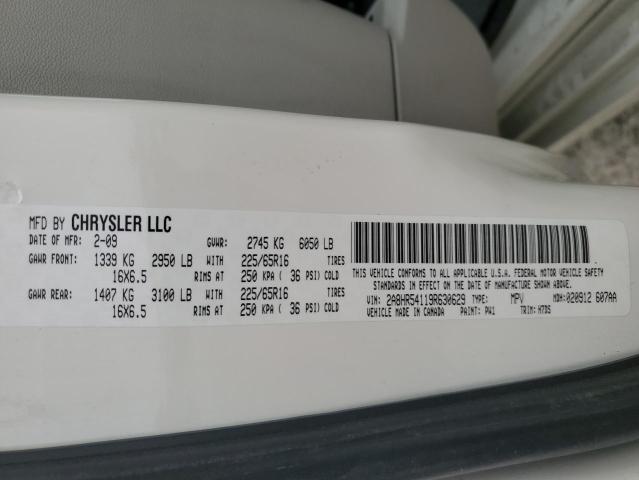 MFD BY CHRYSLER LLC
DATE OF MFR: 2-09 GVWR: 2745 KG 6050 LB
GAWR FRONT: 1339 KG 2950 LB WITH 225/65R16 TIRES
16X6.5 RIMS AT 250 KPA ( 36 PSI) COLD
GAWR REAR: 1407 KG 3100 LB WITH 225/65R16 TIRES
16X6.5 RIMS AT 250 KPA ( 36 PSI) COLD
THIS VEHICLE CONFORMS TO ALL APPLICABLE U.S.A. FEDERAL MOTOR VEHICLE SAFETY
STANDARDS IN EFFECT ON THE DATE OF MANUFACTURE SHOWN ABOVE.
VIN: 2A8HR54119R630629 TYPE: MPV MDH: 020912 607AA
VEHICLE MADE IN CANADA PAINT: PW1 TRIM: H7DS